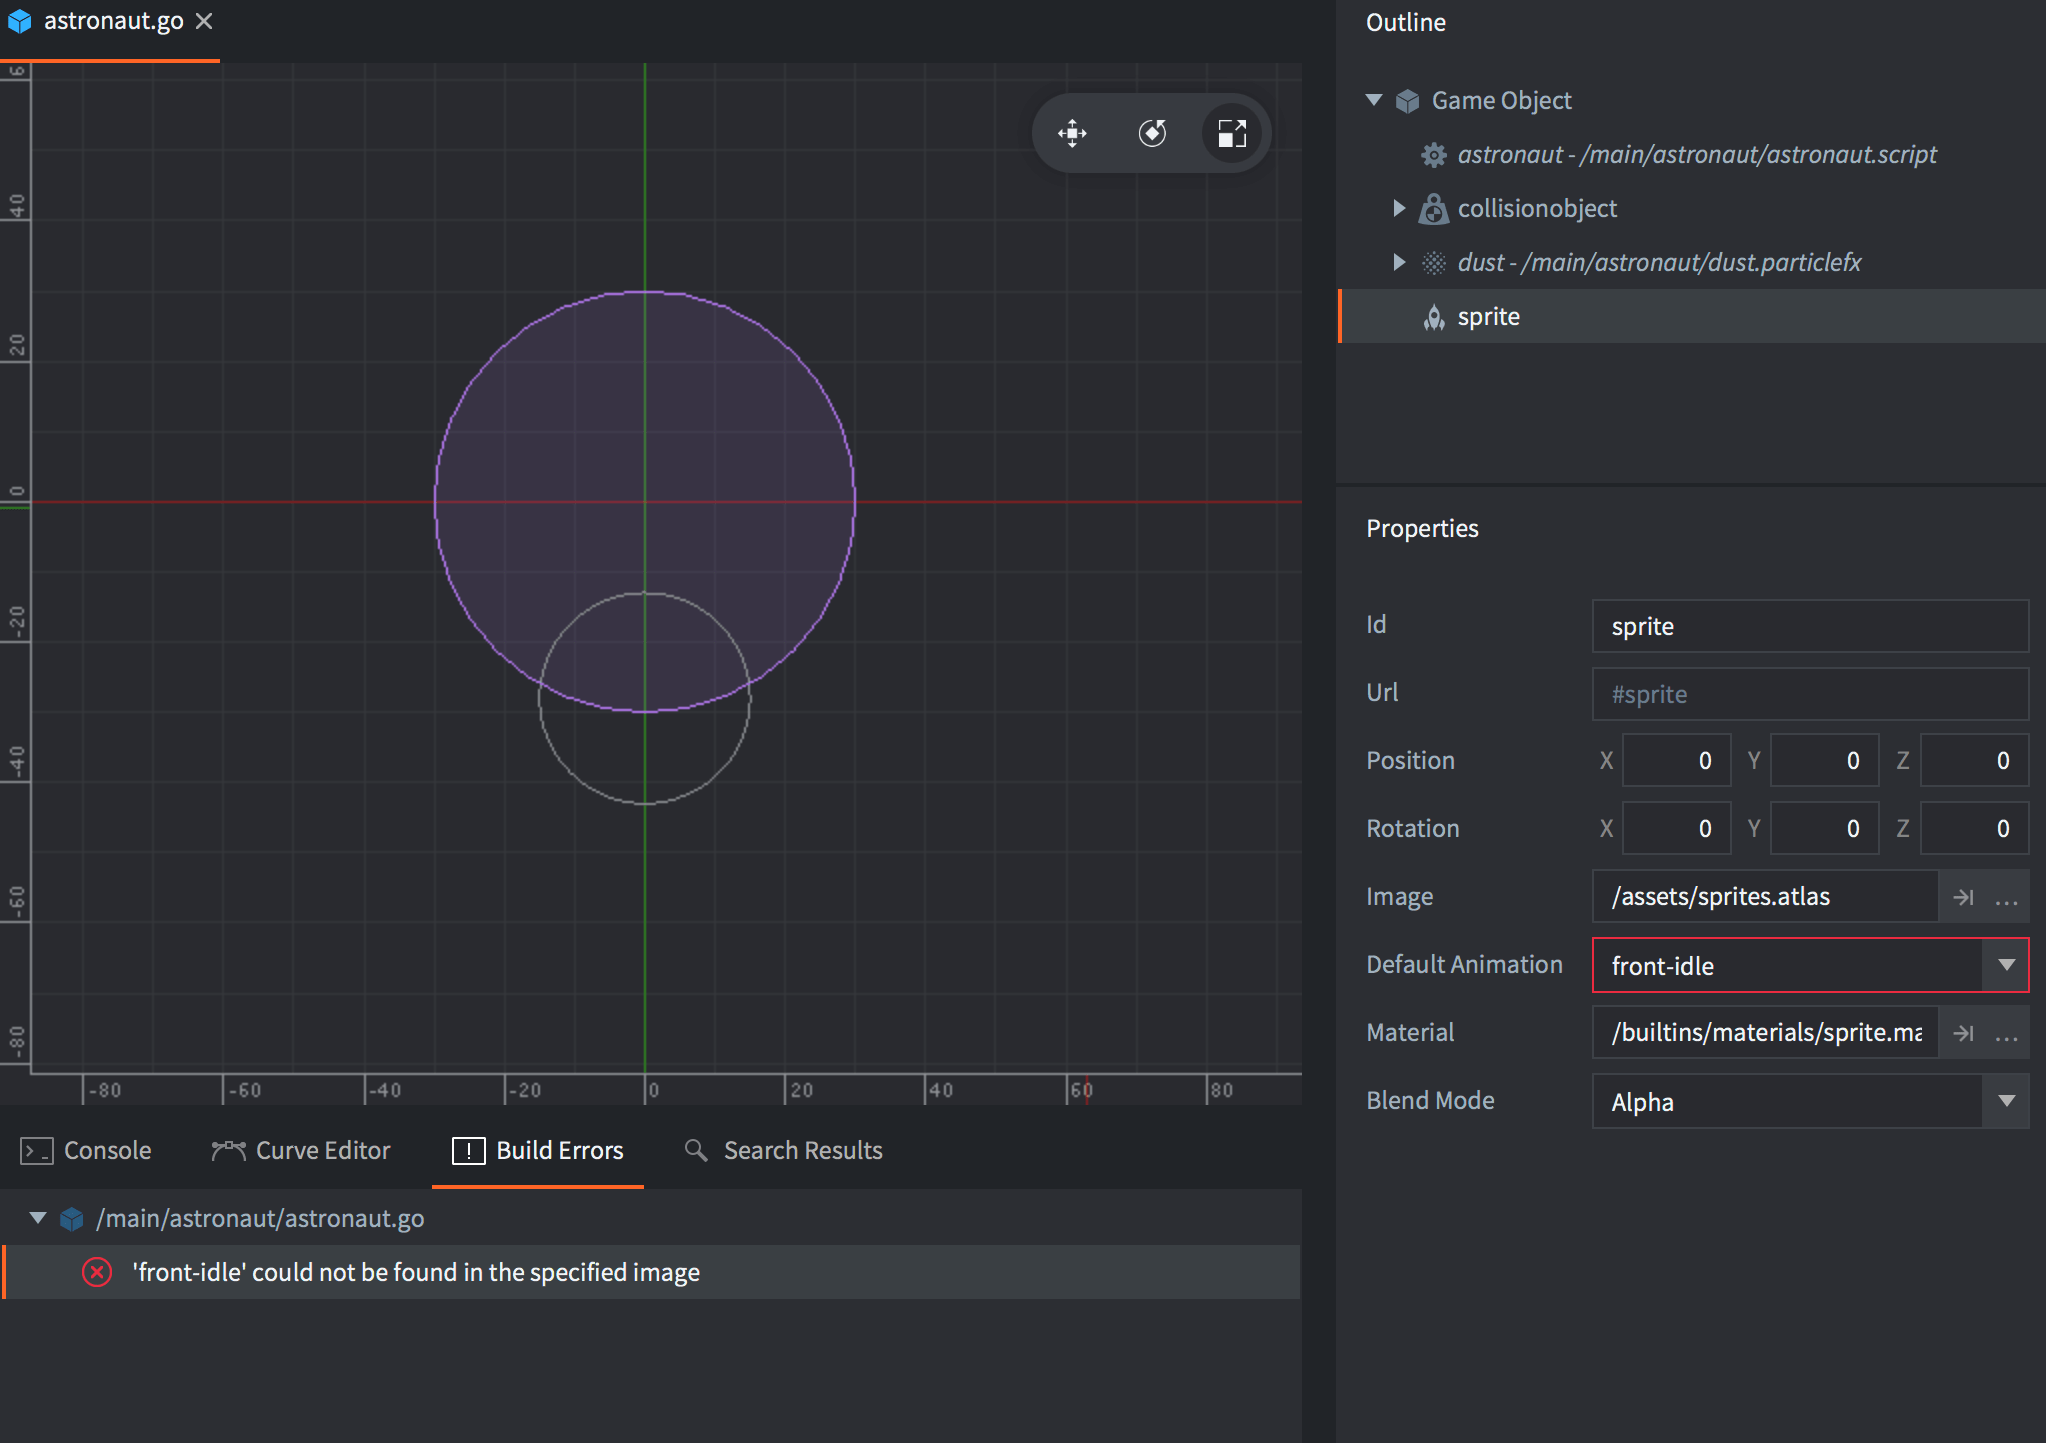 astronaut.go
60
40
20
0
-20
-40
-60
-80
-80 -60 -40 -20 0 20 40 60 80
Console Curve Editor Build Errors Search Results
/main/astronaut/astronaut.go
'front-idle' could not be found in the specified image
Outline
Game Object
astronaut - /main/astronaut/astronaut.script
collisionobject
dust - /main/astronaut/dust.particlefx
sprite
Properties
Id sprite
Url #sprite
Position X 0 Y 0 Z 0
Rotation X 0 Y 0 Z 0
Image /assets/sprites.atlas ...
Default Animation front-idle
Material /builtins/materials/sprite.ma ...
Blend Mode Alpha